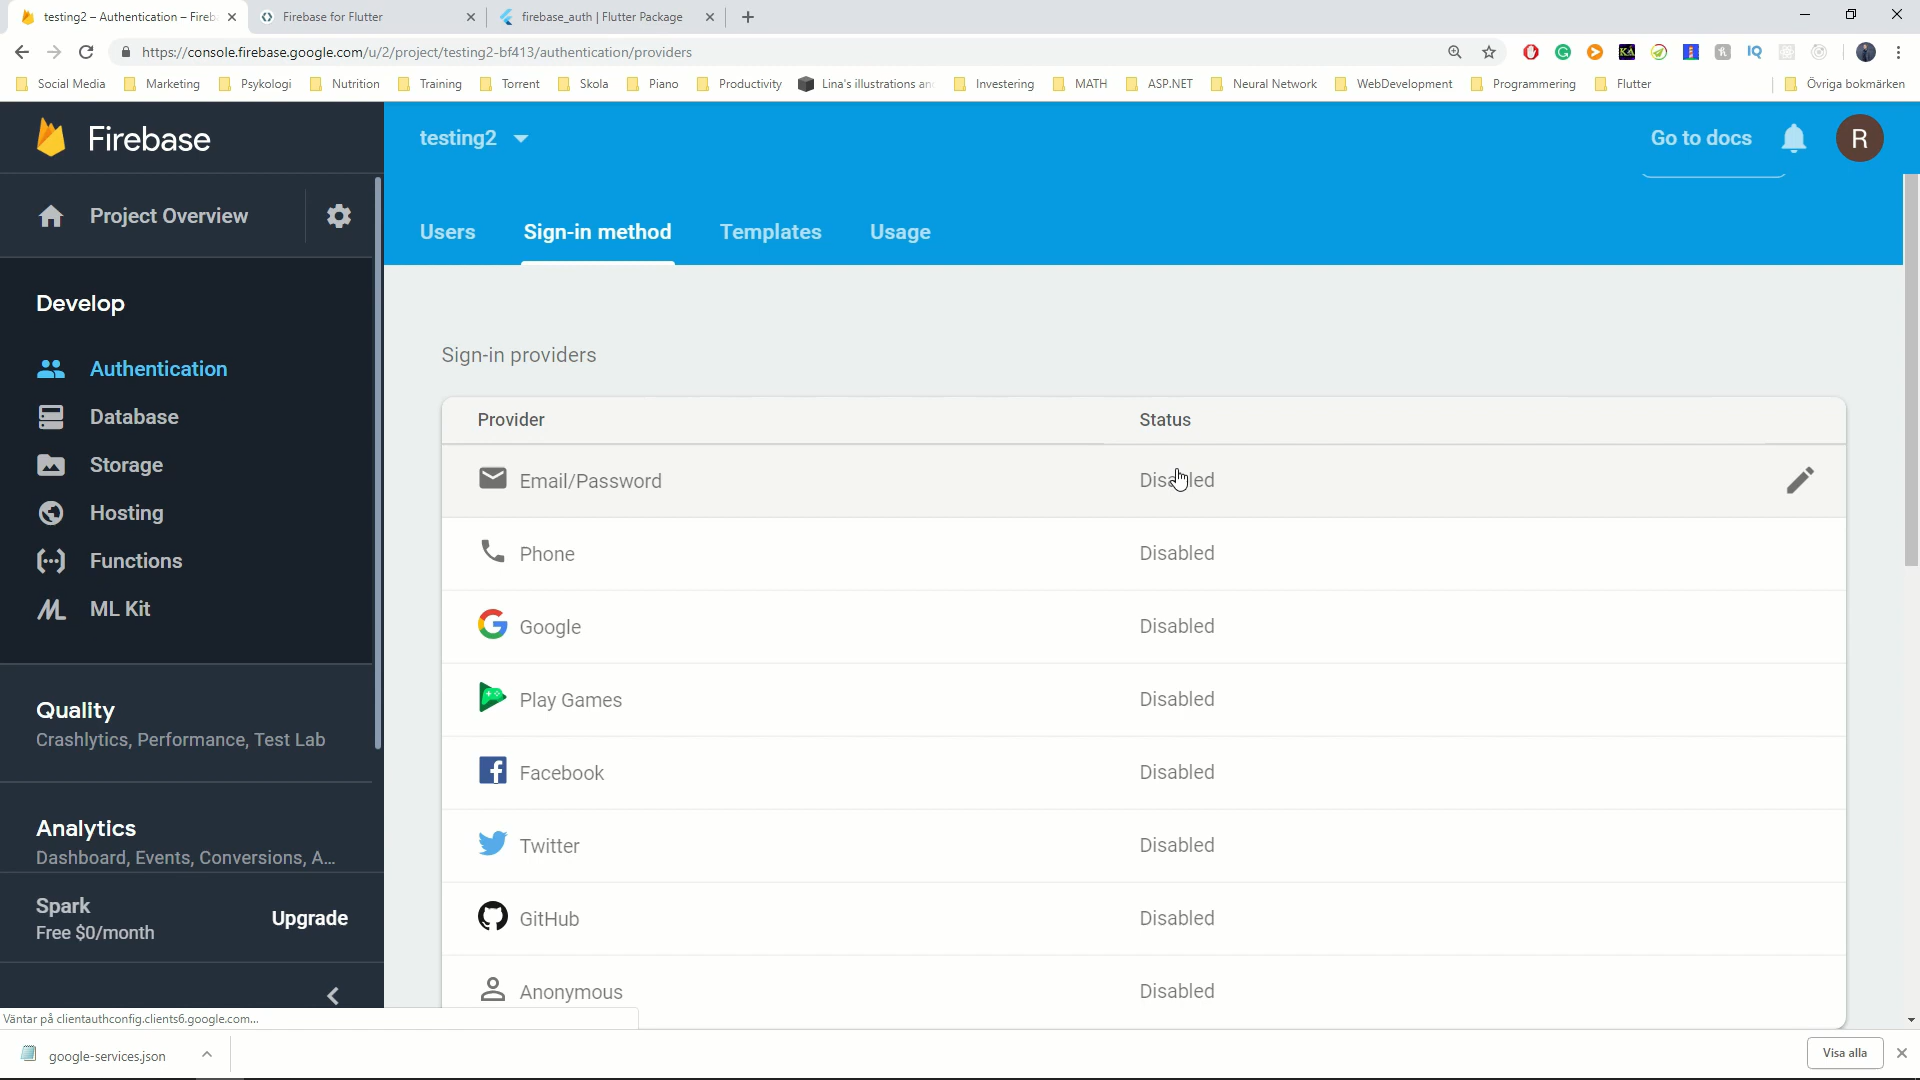 testing2 – Authentication – Fireb
Firebase for Flutter
firebase_auth | Flutter Package
https://console.firebase.google.com/u/2/project/testing2-bf413/authentication/providers
Social Media
Marketing
Psykologi
Nutrition
Training
Torrent
Skola
Piano
Productivity
Lina's illustrations an
Investering
MATH
ASP.NET
Neural Network
WebDevelopment
Programmering
Flutter
Övriga bokmärken
Firebase
testing2
Go to docs
R
Project Overview
Users
Sign-in method
Templates
Usage
Develop
Authentication
Database
Storage
Hosting
Functions
ML Kit
Quality
Crashlytics, Performance, Test Lab
Analytics
Dashboard, Events, Conversions, A...
Spark
Free $0/month
Upgrade
Sign-in providers
Provider
Status
Email/Password
Disabled
Phone
Disabled
Google
Disabled
Play Games
Disabled
Facebook
Disabled
Twitter
Disabled
GitHub
Disabled
Anonymous
Disabled
Väntar på clientauthconfig.clients6.google.com...
google-services.json
Visa alla